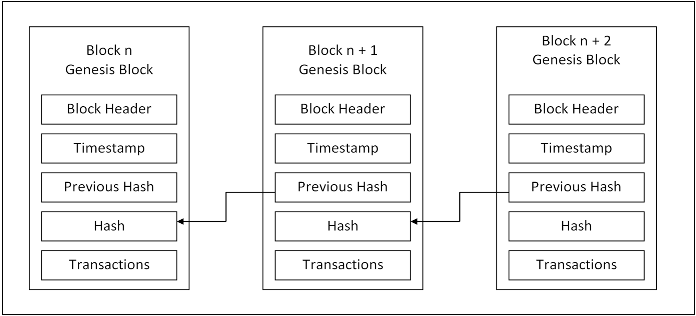 Block n
Genesis Block
Block Header
Timestamp
Previous Hash
Hash
Transactions
Block n + 1
Genesis Block
Block Header
Timestamp
Previous Hash
Hash
Transactions
Block n + 2
Genesis Block
Block Header
Timestamp
Previous Hash
Hash
Transactions